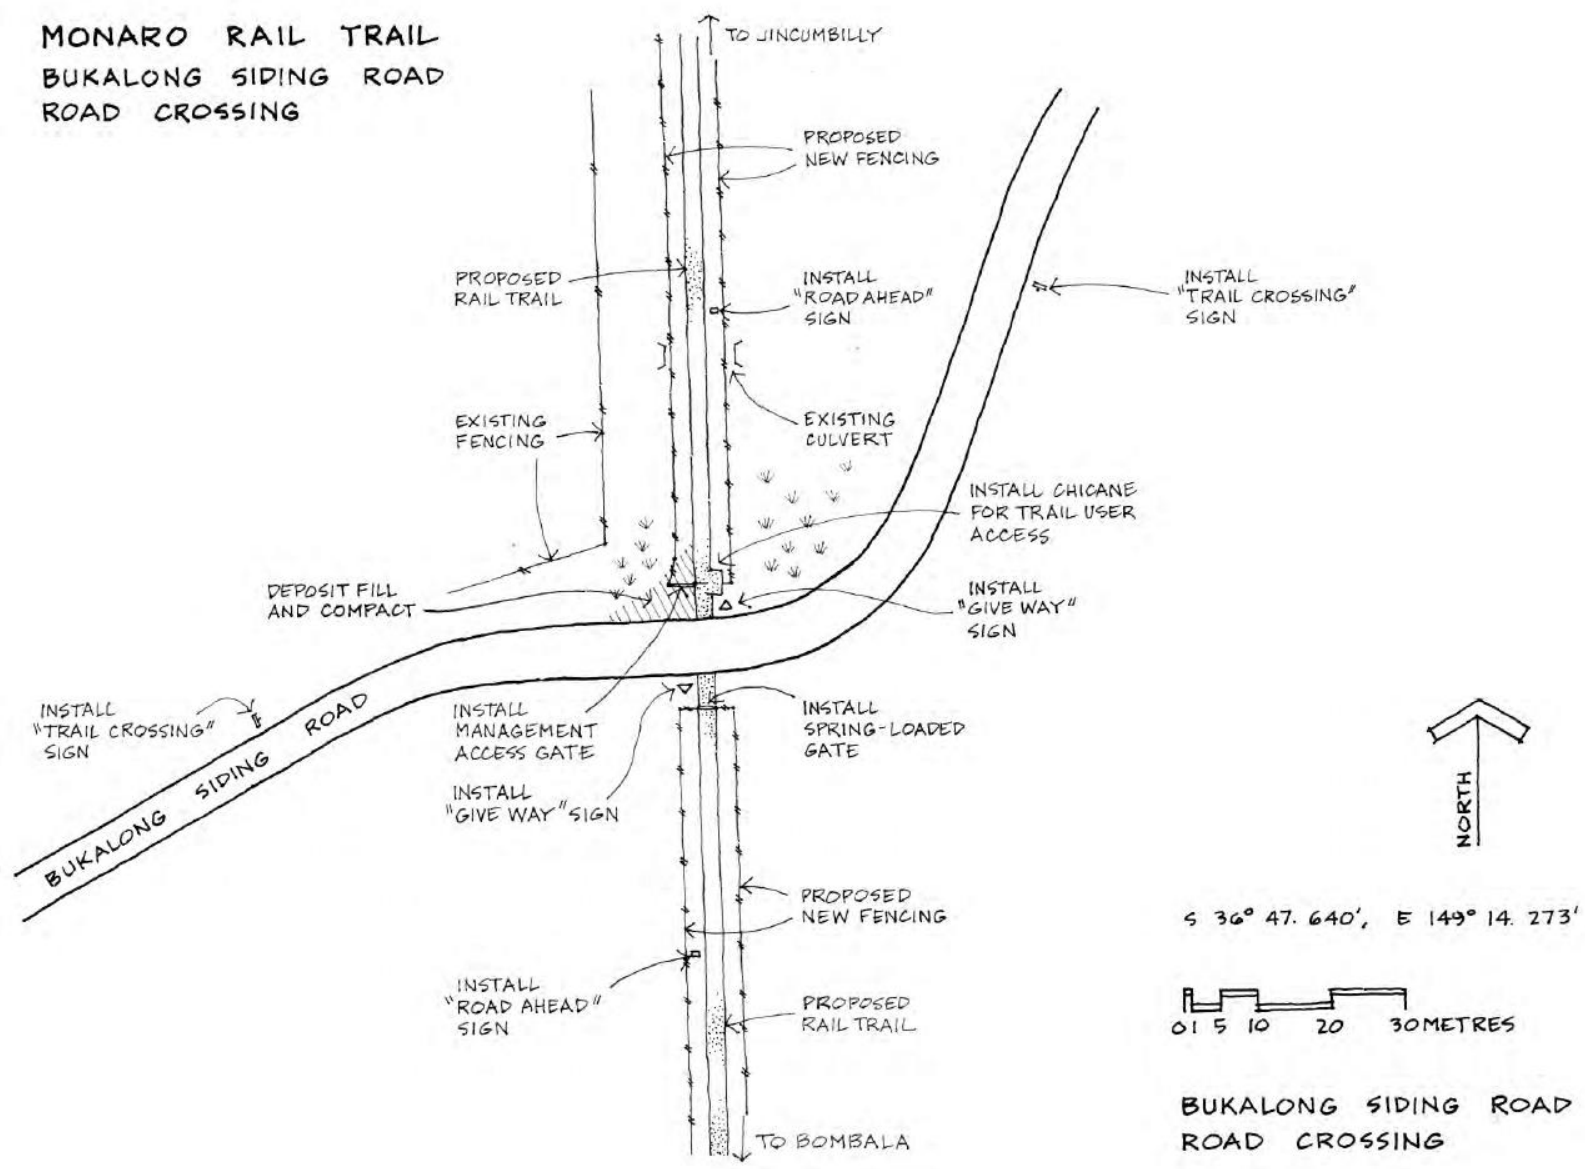 MONARO RAIL TRAIL
BUKALONG SIDING ROAD
ROAD CROSSING
TO JINCUMBILLY
PROPOSED
NEW FENCING
PROPOSED
RAIL TRAIL
INSTALL
"ROAD AHEAD"
SIGN
INSTALL
"TRAIL CROSSING"
SIGN
EXISTING
FENCING
EXISTING
CULVERT
INSTALL CHICANE
FOR TRAIL USER
ACCESS
DEPOSIT FILL
AND COMPACT
INSTALL
"GIVE WAY"
SIGN
INSTALL
"TRAIL CROSSING"
SIGN
BUKALONG SIDING ROAD
INSTALL
MANAGEMENT
ACCESS GATE
INSTALL
SPRING-LOADED
GATE
INSTALL
"GIVE WAY" SIGN
NORTH
PROPOSED
NEW FENCING
S 36° 47. 640', E 149° 14. 273'
INSTALL
"ROAD AHEAD"
SIGN
PROPOSED
RAIL TRAIL
0 1 5 10 20 30 METRES
BUKALONG SIDING ROAD
ROAD CROSSING
TO BOMBALA